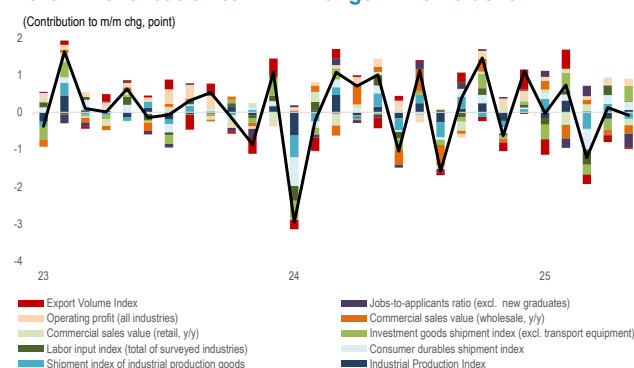 (Contribution to m/m chg, point)
2
1
0
-1
-2
-3
-4
23 24 25
Export Volume Index
Jobs-to-applicants ratio (excl. new graduates)
Operating profit (all industries)
Commercial sales value (wholesale, y/y)
Commercial sales value (retail, y/y)
Investment goods shipment index (excl. transport equipment)
Labor input index (total of surveyed industries)
Consumer durables shipment index
Shipment index of industrial production goods
Industrial Production Index